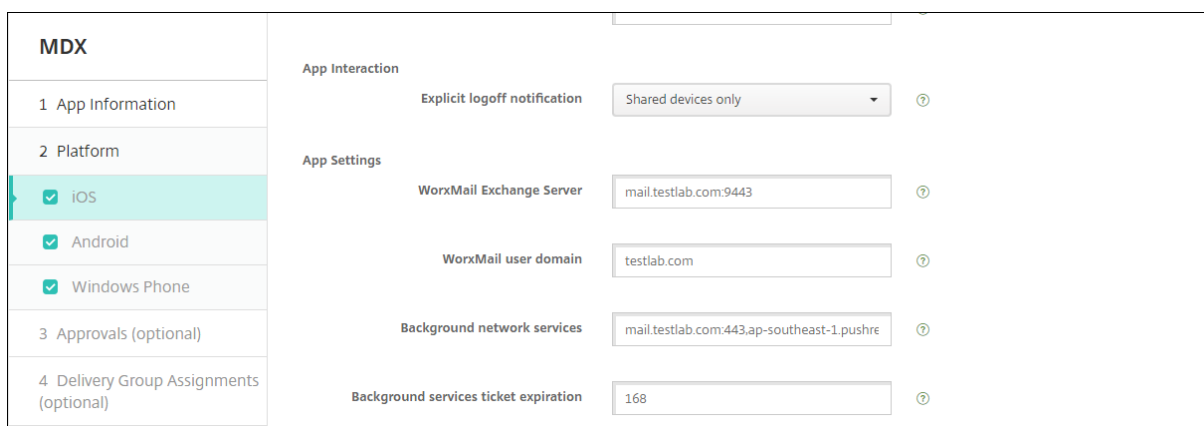 MDX
1 App Information
2 Platform
iOS
Android
Windows Phone
3 Approvals (optional)
4 Delivery Group Assignments
(optional)
App Interaction
Explicit logoff notification Shared devices only
App Settings
WorxMail Exchange Server mail.testlab.com:9443
WorxMail user domain testlab.com
Background network services mail.testlab.com:443,ap-southeast-1.pushre
Background services ticket expiration 168